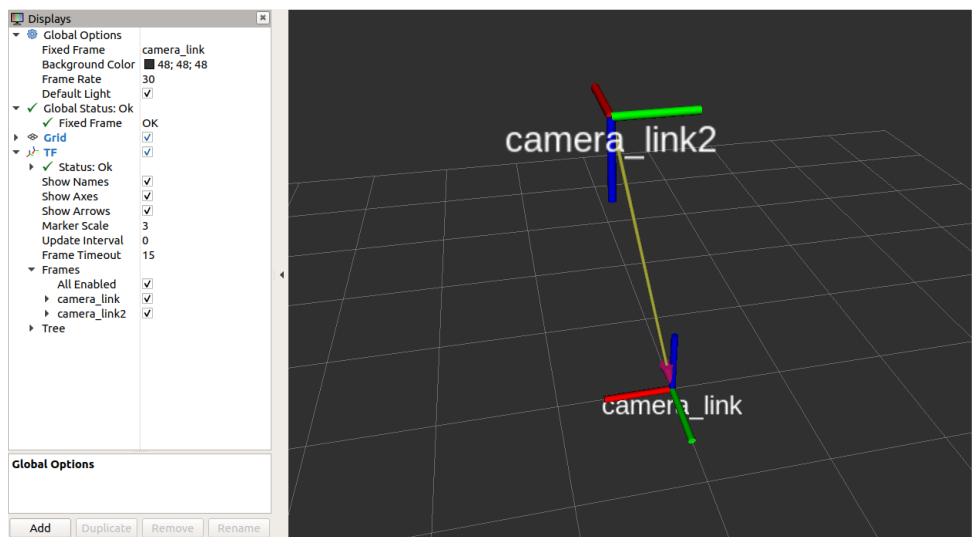 Displays
Global Options
Fixed Frame camera_link
Background Color 48; 48; 48
Frame Rate 30
Default Light
Global Status: Ok
Fixed Frame OK
Grid
TF
Status: Ok
Show Names
Show Axes
Show Arrows
Marker Scale 3
Update Interval 0
Frame Timeout 15
Frames
All Enabled
camera_link
camera_link2
Tree
Global Options
Add Duplicate Remove Rename
camera_link2
camera_link